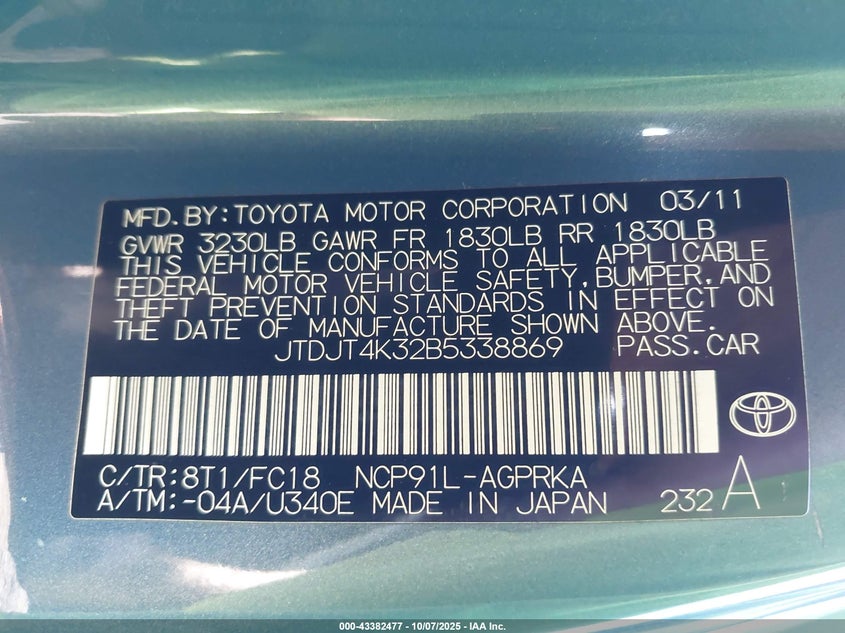 MFD.BY:TOYOTA MOTOR CORPORATION 03/11
GVWR 3230LB GAWR FR 1830LB RR 1830LB
THIS VEHICLE CONFORMS TO ALL APPLICABLE
FEDERAL MOTOR VEHICLE SAFETY,BUMPER,AND
THEFT PREVENTION STANDARDS IN EFFECT ON
THE DATE OF MANUFACTURE SHOWN ABOVE.
JTDJT4K32B5338869 PASS.CAR
C/TR:8T1/FC18 NCP91L-AGPRKA
A/TM:-04A/U340E MADE IN JAPAN 232 A
000-43382477 - 10/07/2025 - IAA Inc.